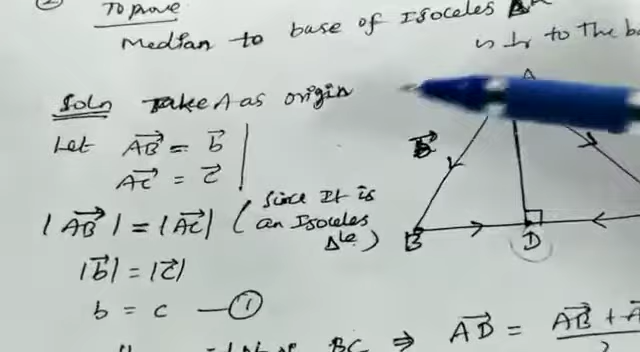 To prove
Median to base of Isoceles Δ
is ⊥r to the ba
Soln Take A as origin
Let AB⃗ = b⃗
AC⃗ = c⃗
|AB⃗| = |AC⃗| (Since It is
an Isoceles
Δle)
|b⃗| = |c⃗|
b = c — ①
A
b⃗
B
D
BC ⇒ AD⃗ = AB⃗ + A